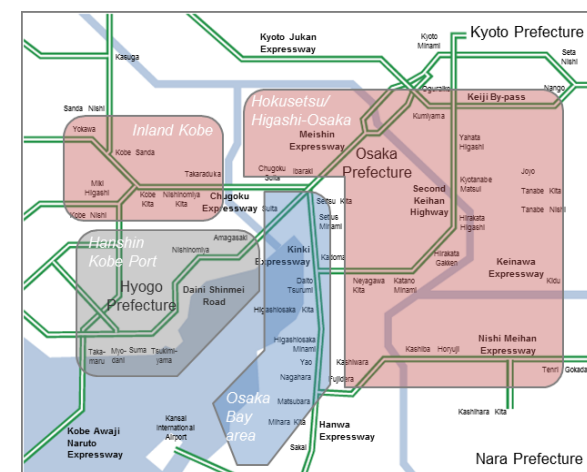 Kyoto Prefecture
Kyoto
Minami
Kyoto Jukan
Expressway
Kasuga
Seta
Nishi
Oguraike
Nango
Keiji By-pass
Sanda Nishi
Hokusetsu/
Higashi-Osaka
Kumiyama
Yokawa
Inland Kobe
Meishin
Expressway
Yahata
Higashi
Kobe Sanda
Osaka
Prefecture
Chugoku
Suita
Ibaraki
Takaraduka
Jojo
Miki
Higashi
Kyotanabe
Matsui
Second
Keihan
Highway
Tanabe Kita
Kobe
Kita
Nishinomiya
Kita
Chugoku
Expressway
Suita
Settsu Kita
Tanabe Nishi
Kobe Nishi
Settus
Minami
Hirakata
Higashi
Hanshin
Kobe Port
Amagasaki
Nishinomiya
Kinki
Expressway
Kadoma
Hirakata
Gakken
Keinawa
Expressway
Hyogo
Prefecture
Daini Shinmei
Road
Daito
Tsurumi
Neyagawa
Kita
Katano
Minami
Kidu
Higashiosaka Kita
Higashiosaka
Minami
Nishi Meihan
Expressway
Taka-
maru
Myo-
dani
Suma
Tsukimi-
yama
Yao
Kashiwara
Kashiba
Horyuji
Nagahara
Fujiidera
Tenri
Gokada
Osaka
Bay
area
Matsubara
Kashihara Kita
Kobe Awaji
Naruto
Expressway
Kansai
International
Airport
Mihara Kita
Hanwa
Expressway
Sakai
Nara Prefecture